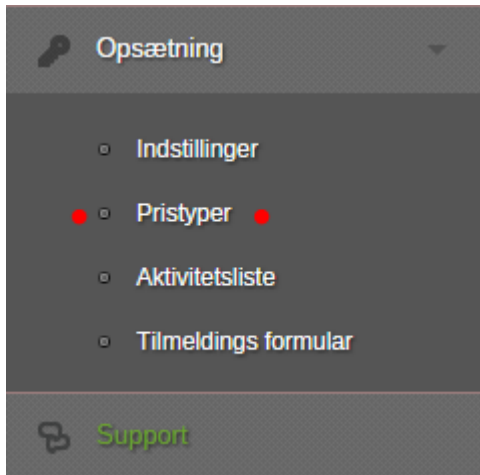 Opsætning
Indstillinger
Pristyper
Aktivitetsliste
Tilmeldings formular
Support